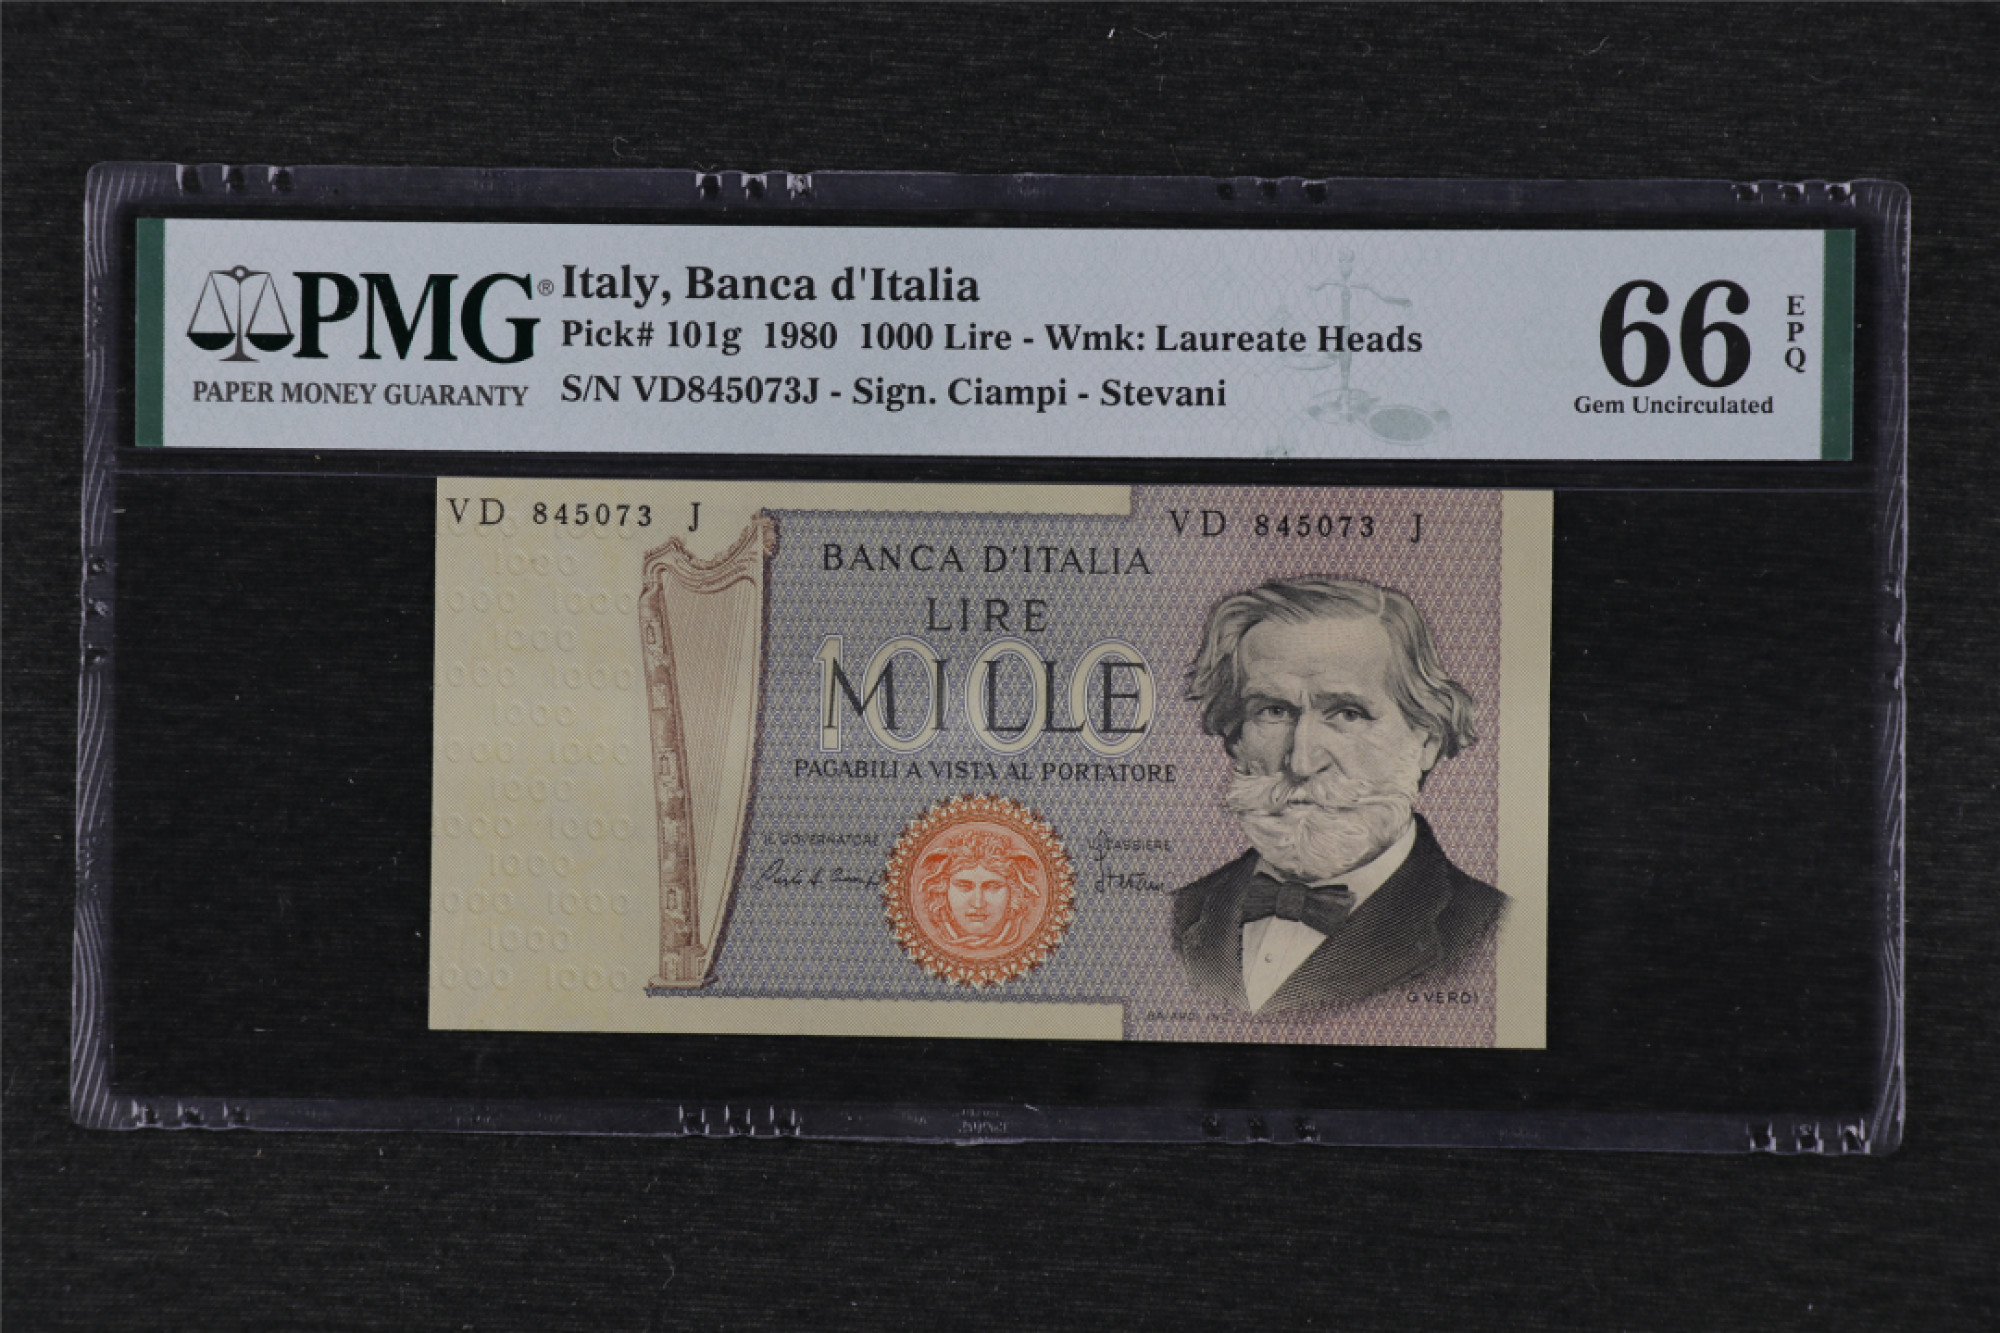 PMG®
PAPER MONEY GUARANTY
Italy, Banca d'Italia
Pick# 101g 1980 1000 Lire - Wmk: Laureate Heads
S/N VD845073J - Sign. Ciampi - Stevani
66
EPQ
Gem Uncirculated
VD 845073 J
VD 845073 J
BANCA D'ITALIA
LIRE
1000
MILLE
PAGABILI A VISTA AL PORTATORE
IL GOVERNATORE
IL CASSIERE
G. VERDI